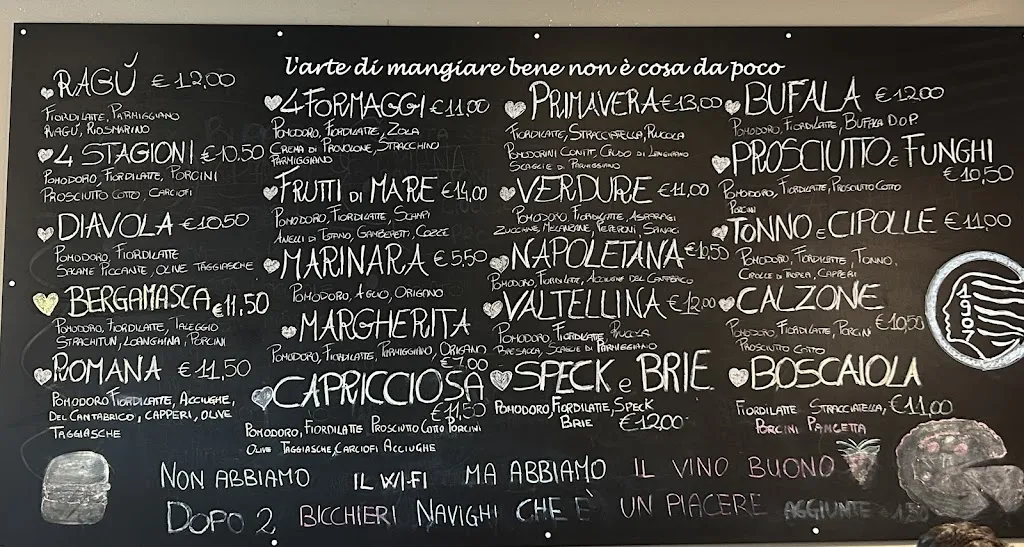 l'arte di mangiare bene non è cosa da poco
RAGÚ €12,00
FIORDILATTE, PARMIGGIANO
RAGÚ, ROSMARINO
4 STAGIONI €10,50
POMODORO, FIORDILATTE, PORCINI
PROSCIUTTO COTTO, CARCIOFI
DIAVOLA €10,50
POMODORO, FIORDILATTE
SALAME PICCANTE, OLIVE TAGGIASCHE
BERGAMASCA €11,50
POMODORO, FIORDILATTE, TALEGGIO
STRACHITUN, LOANGHINA, PORCINI
ROMANA €11,50
POMODORO FIORDILATTE, ACCIUGHE,
DEL CANTABRICO, CAPPERI, OLIVE
TAGGIASCHE
4 FORMAGGI €11,00
POMODORO, FIORDILATTE, ZOLA
CREMA DI PROVOLONE, STRACCHINO
PARMIGGIANO
FRUTTI DI MARE €14,00
POMODORO, FIORDILATTE, SCAMPI
ANELLI DI TOTANO, GAMBERETTI, COZZE
MARINARA €5,50
POMODORO, AGLIO, ORIGANO
MARGHERITA
POMODORO, FIORDILATTE, PARMIGGIANO, ORIGANO
€7,00
CAPRICCIOSA
€11,50
POMODORO, FIORDILATTE PROSCIUTTO COTTO PORCINI
OLIVE TAGGIASCHE, CARCIOFI ACCIUGHE
PRIMAVERA €13,00
FIORDILATTE, STRACCIATELLA, RUCOLA
POMODORINI CONFIT, CRUDO DI LANGHIRANO
SCAGLIE DI PARMIGGIANO
VERDURE €11,00
POMODORO, FIORDILATTE, ASPARAGI
ZUCCHINE, MELANZANE, PEPERONI, SPINACI
NAPOLETANA €10,50
POMODORO, FIORDILATTE, ACCIUGHE DEL CANTABRICO
VALTELLINA €12,00
POMODORO, FIORDILATTE, RUCOLA
BRESAOLA, SCAGLIE DI PARMIGGIANO
SPECK e BRIE
POMODORO, FIORDILATTE, SPECK
BRIE €12,00
BUFALA €12,00
POMODORO, FIORDILATTE, BUFALA D.O.P
PROSCIUTTO e FUNGHI
€10,50
POMODORO, FIORDILATTE, PROSCIUTTO COTTO
PORCINI
TONNO e CIPOLLE €11,00
POMODORO, FIORDILATTE, TONNO,
CIPOLLE DI TROPEA, CAPPERI
CALZONE
POMODORO FIORDILATTE, PORCINI €10,50
PROSCIUTTO COTTO
BOSCAIOLA
FIORDILATTE STRACCIATELLA, €11,00
PORCINI PANCETTA
NON ABBIAMO IL WI-FI MA ABBIAMO IL VINO BUONO
DOPO 2 BICCHIERI NAVIGHI CHE È UN PIACERE
AGGIUNTE